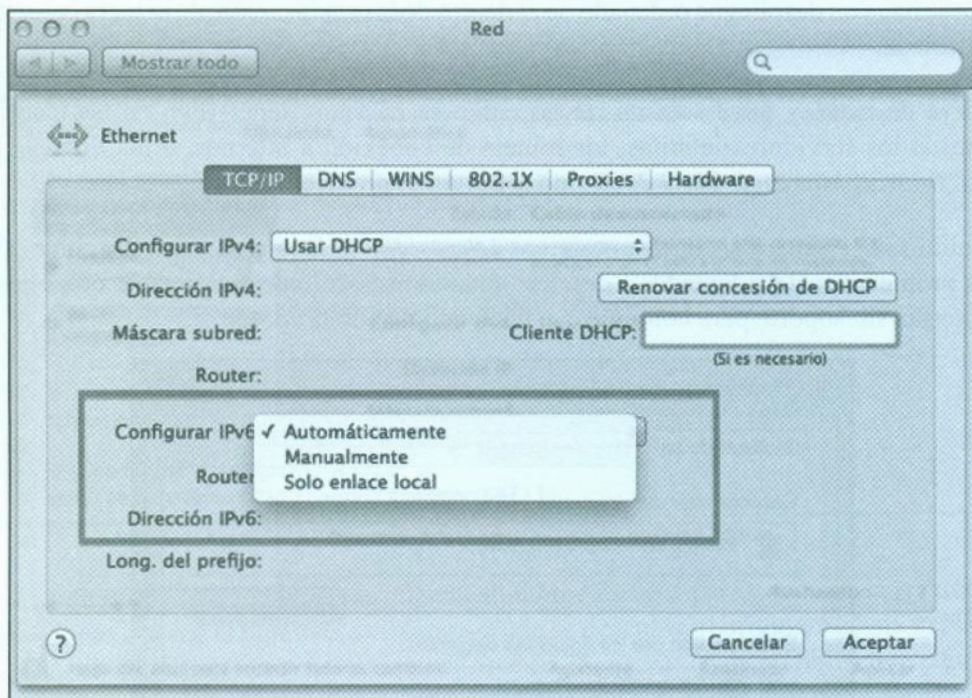 Red
Mostrar todo
Ethernet
TCP/IP DNS WINS 802.1X Proxies Hardware
Configurar IPv4: Usar DHCP
Dirección IPv4: Renovar concesión de DHCP
Máscara subred: Cliente DHCP:
(Si es necesario)
Router:
Configurar IPv6 ✓ Automáticamente
Manualmente
Router Solo enlace local
Dirección IPv6:
Long. del prefijo:
?
Cancelar Aceptar